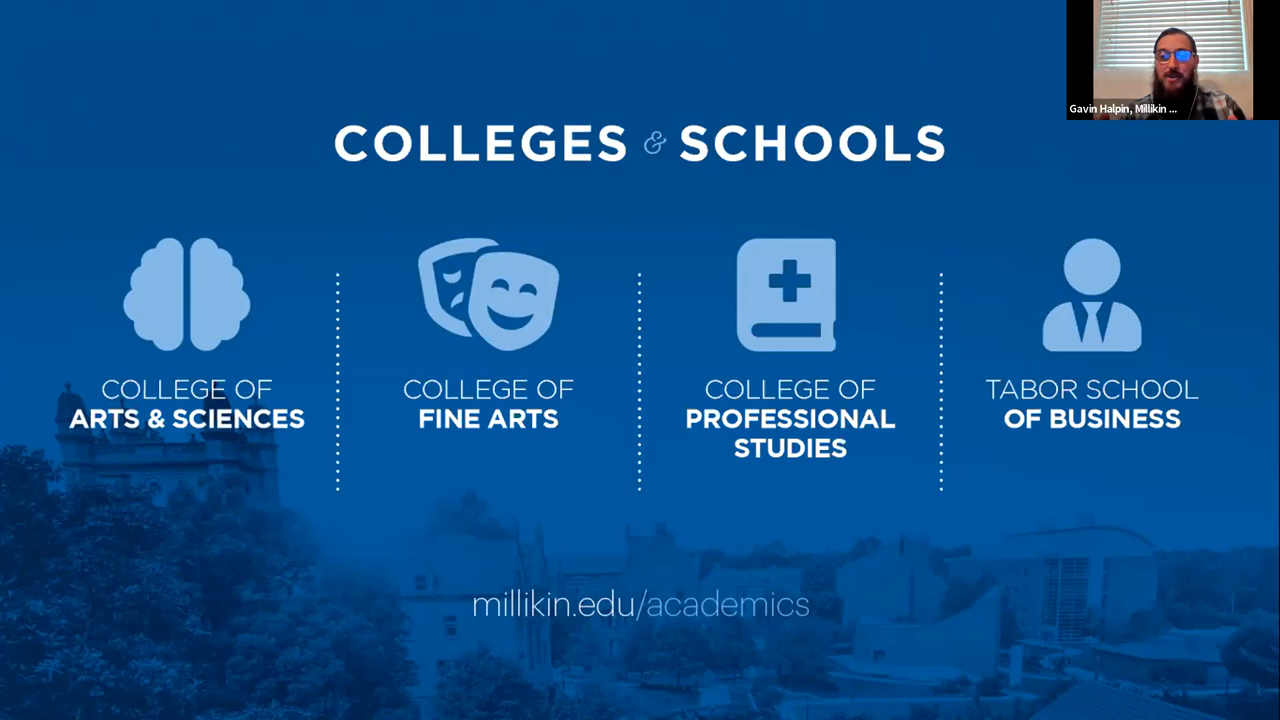 Gavin Halpin, Millikin ...
COLLEGES & SCHOOLS
COLLEGE OF
ARTS & SCIENCES
COLLEGE OF
FINE ARTS
COLLEGE OF
PROFESSIONAL
STUDIES
TABOR SCHOOL
OF BUSINESS
millikin.edu/academics